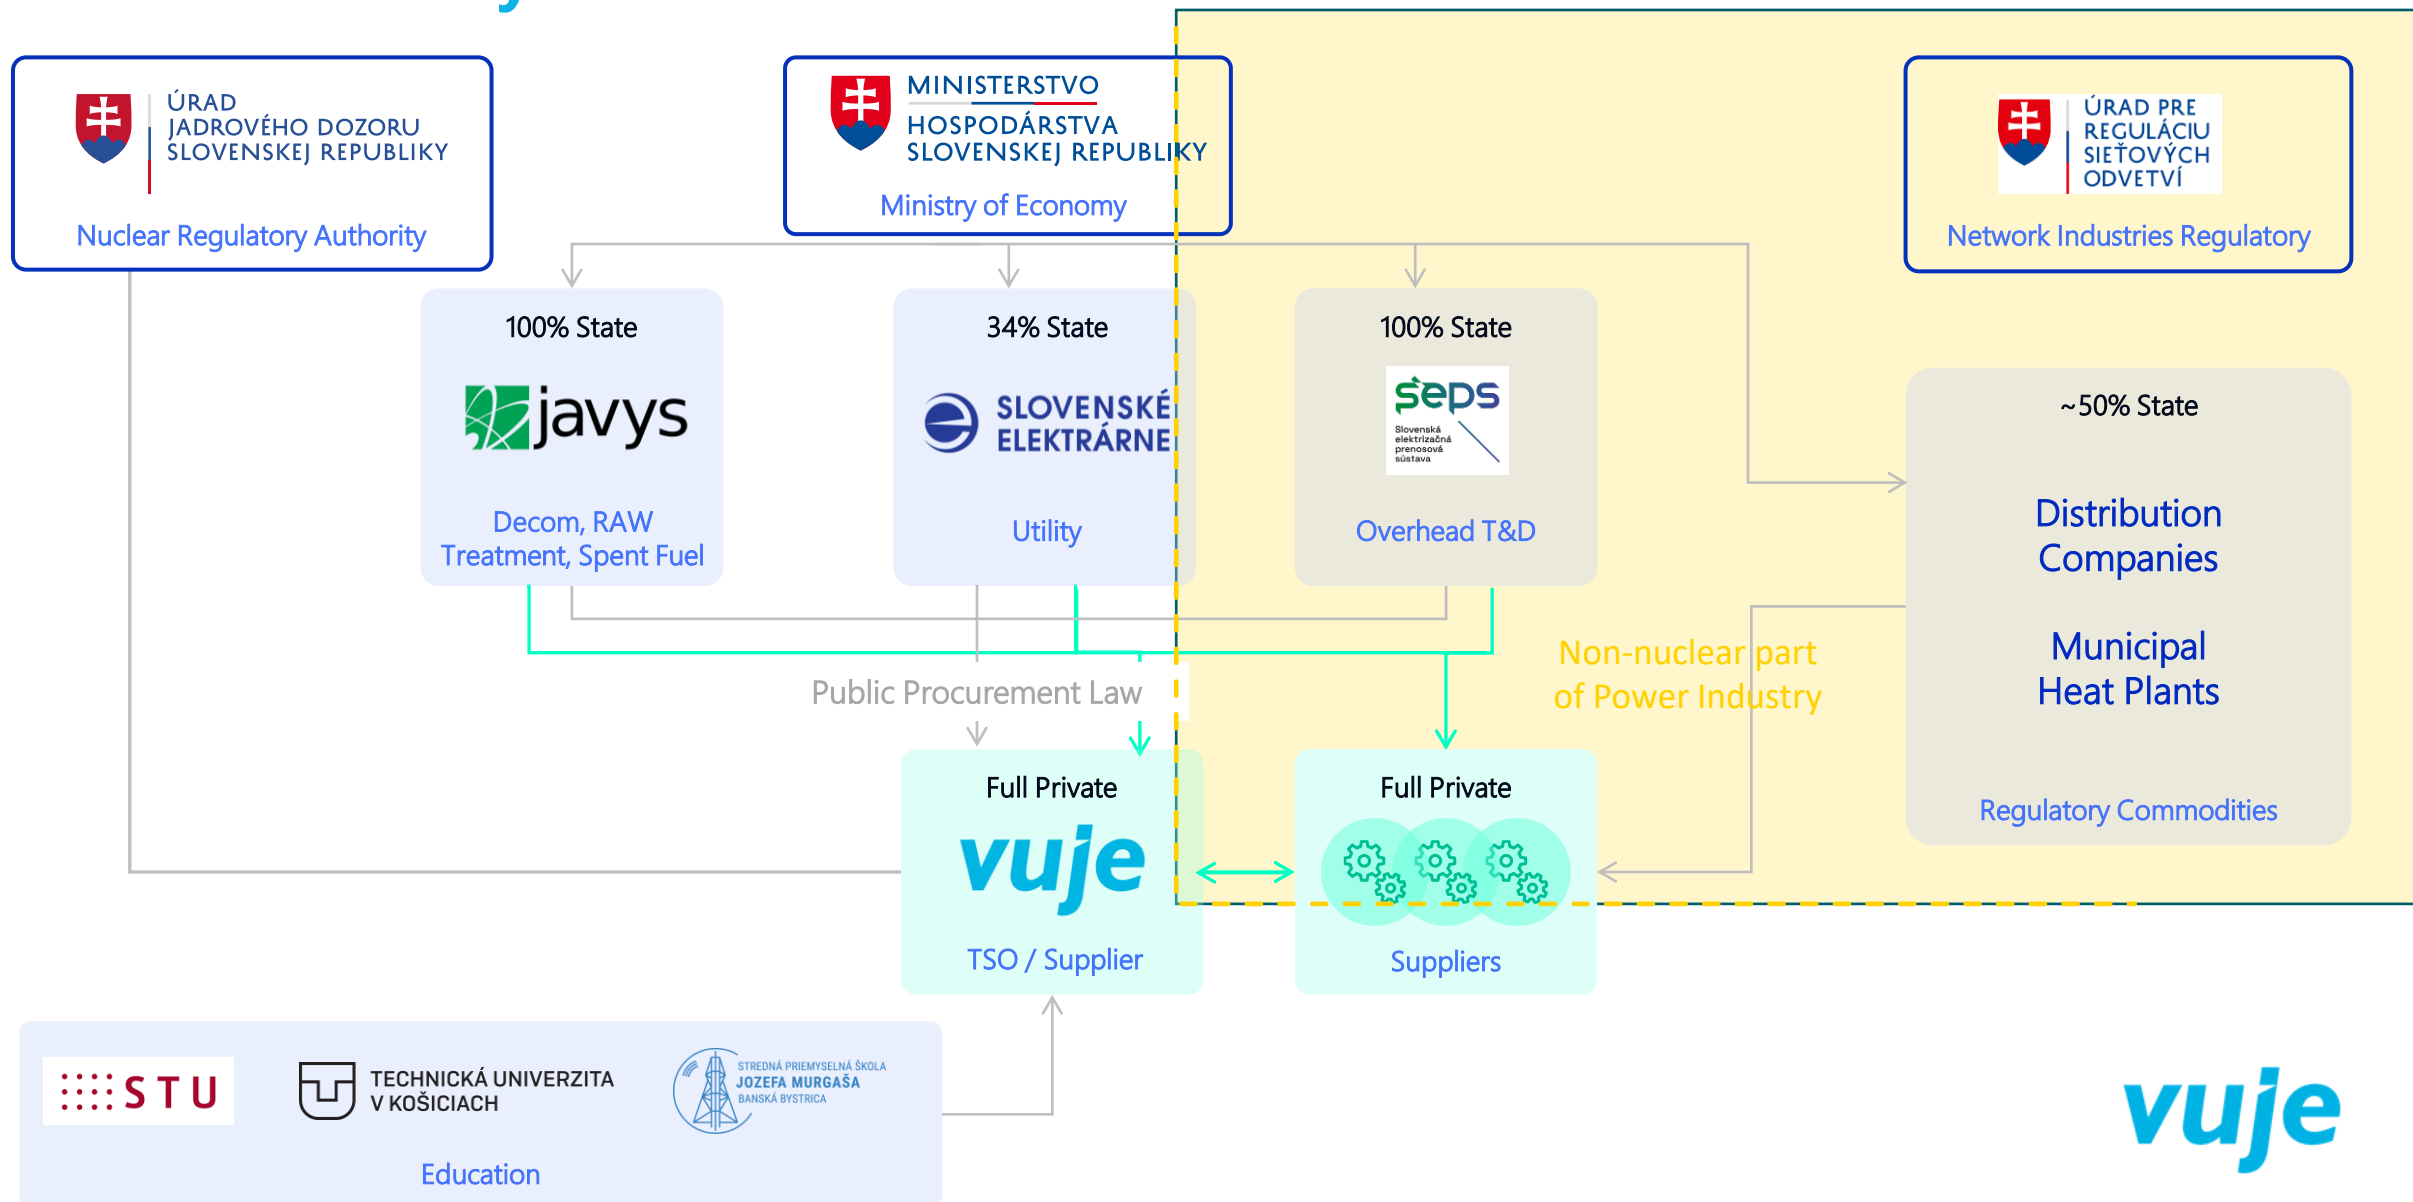 ÚRAD
JADROVÉHO DOZORU
SLOVENSKEJ REPUBLIKY
Nuclear Regulatory Authority
MINISTERSTVO
HOSPODÁRSTVA
SLOVENSKEJ REPUBLIKY
Ministry of Economy
ÚRAD PRE
REGULÁCIU
SIEŤOVÝCH
ODVETVÍ
Network Industries Regulatory
100% State
javys
Decom, RAW
Treatment, Spent Fuel
34% State
SLOVENSKÉ
ELEKTRÁRNE
Utility
100% State
seps
Slovenská
elektrizačná
prenosová
sústava
Overhead T&D
~50% State
Distribution
Companies
Municipal
Heat Plants
Regulatory Commodities
Non-nuclear part
of Power Industry
Public Procurement Law
Full Private
vuje
TSO / Supplier
Full Private
Suppliers
STU
TECHNICKÁ UNIVERZITA
V KOŠICIACH
STREDNÁ PRIEMYSELNÁ ŠKOLA
JOZEFA MURGAŠA
BANSKÁ BYSTRICA
Education
vuje